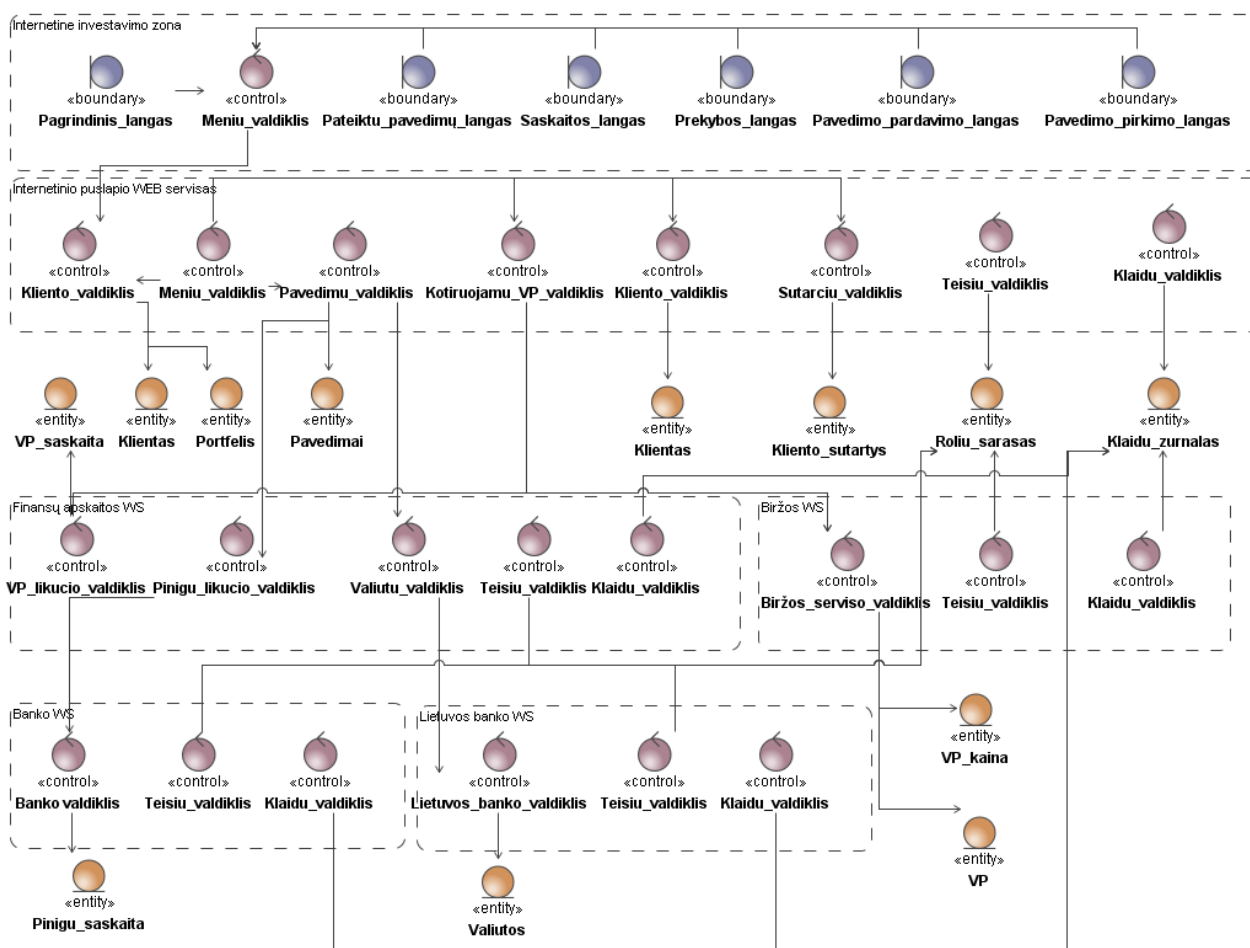 Internetine investavimo zona
«boundary» «control» «boundary» «boundary» «boundary» «boundary» «boundary»
Pagrindinis_langas Meniu_valdiklis Pateiktu_pavedimų_langas Saskaitos_langas Prekybos_langas Pavedimo_pardavimo_langas Pavedimo_pirkimo_langas
Internetinio puslapio WEB servisas
«control» «control» «control» «control» «control» «control» «control» «control»
Kliento_valdiklis Meniu_valdiklis Pavedimu_valdiklis Kotiruojamu_VP_valdiklis Kliento_valdiklis Sutarciu_valdiklis Teisiu_valdiklis Klaidu_valdiklis
«entity» «entity» «entity» «entity» «entity» «entity» «entity» «entity»
VP_saskaita Klientas Portfelis Pavedimai Klientas Kliento_sutartys Roliu_sarasas Klaidu_zurnalas
Finansų apskaitos WS Biržos WS
«control» «control» «control» «control» «control» «control» «control» «control»
VP_likucio_valdiklis Pinigu_likucio_valdiklis Valiutu_valdiklis Teisiu_valdiklis Klaidu_valdiklis Biržos_serviso_valdiklis Teisiu_valdiklis Klaidu_valdiklis
Banko WS Lietuvos banko WS
«entity»
VP_kaina
«control» «control» «control» «control» «control» «control»
Banko valdiklis Teisiu_valdiklis Klaidu_valdiklis Lietuvos_banko_valdiklis Teisiu_valdiklis Klaidu_valdiklis
«entity»
VP
«entity» «entity»
Pinigu_saskaita Valiutos